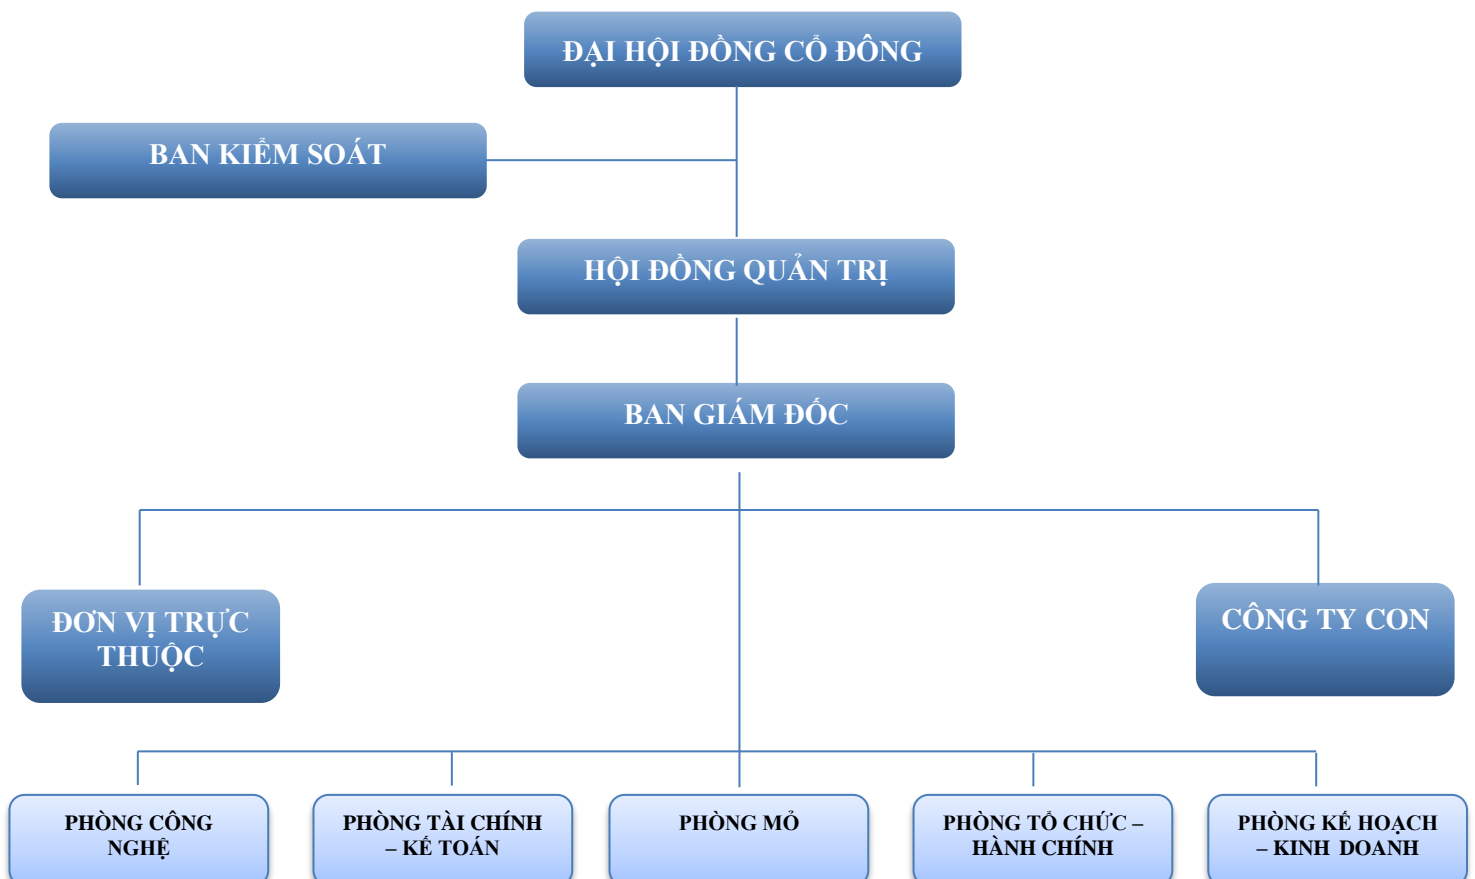 ĐẠI HỘI ĐỒNG CỔ ĐÔNG
BAN KIỂM SOÁT
HỘI ĐỒNG QUẢN TRỊ
BAN GIÁM ĐỐC
ĐƠN VỊ TRỰC
THUỘC
CÔNG TY CON
PHÒNG CÔNG
NGHỆ
PHÒNG TÀI CHÍNH
– KẾ TOÁN
PHÒNG MỎ
PHÒNG TỔ CHỨC –
HÀNH CHÍNH
PHÒNG KẾ HOẠCH
– KINH DOANH